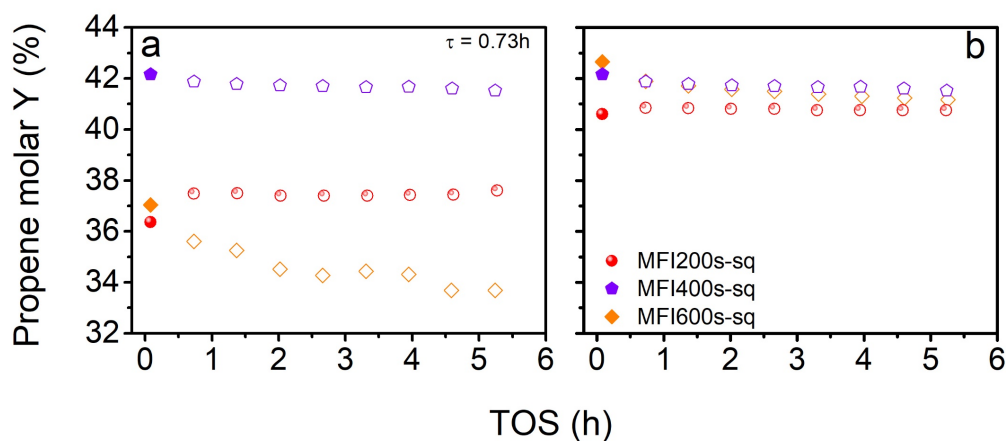 Propene molar Y (%)
44
42
40
38
36
34
32
a
τ = 0.73h
0 1 2 3 4 5 6
b
MFI200s-sq
MFI400s-sq
MFI600s-sq
0 1 2 3 4 5 6
TOS (h)